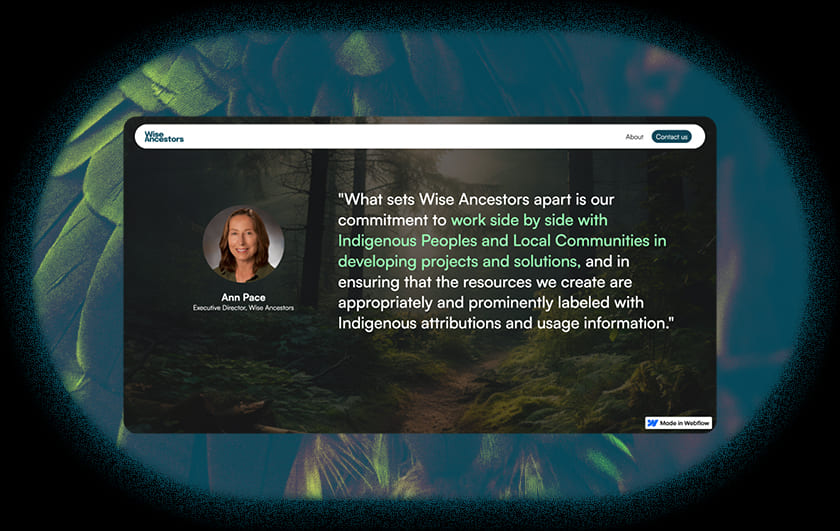 Wise
Ancestors
About
Contact us
"What sets Wise Ancestors apart is our
commitment to work side by side with
Indigenous Peoples and Local Communities in
developing projects and solutions, and in
ensuring that the resources we create are
appropriately and prominently labeled with
Indigenous attributions and usage information."
Ann Pace
Executive Director, Wise Ancestors
Made in Webflow